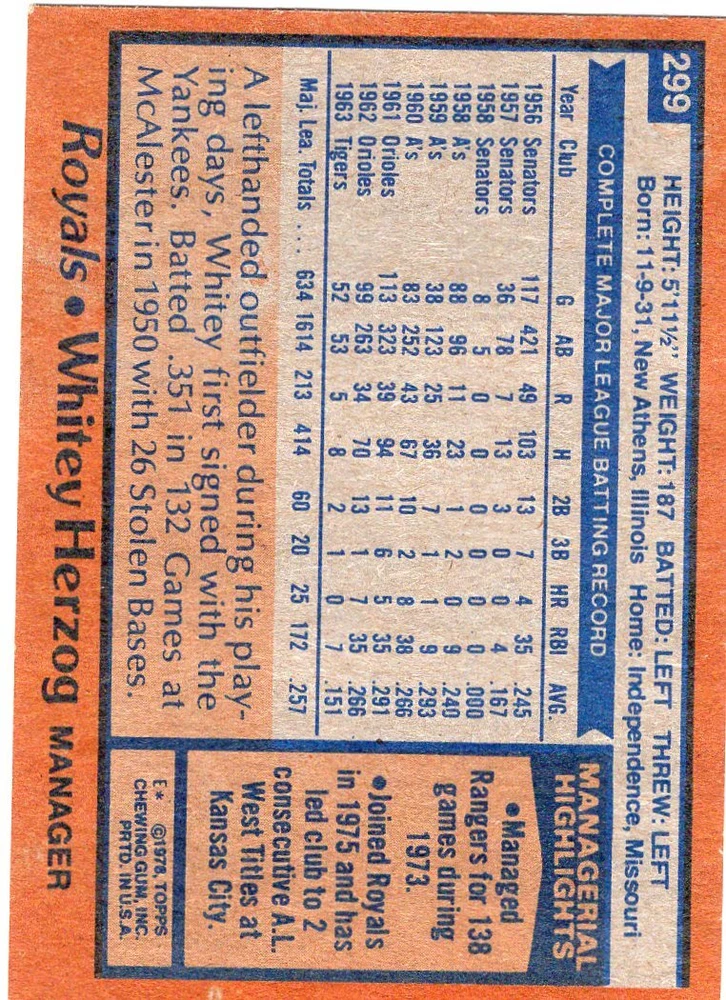 299
HEIGHT: 5'11½" WEIGHT: 187 BATTED: LEFT THREW: LEFT
Born: 11-9-31, New Athens, Illinois Home: Independence, Missouri
COMPLETE MAJOR LEAGUE BATTING RECORD
Year Club G AB R H 2B 3B HR RBI AVG.
1956 Senators 117 421 49 103 13 7 4 35 .245
1957 Senators 36 78 7 13 3 0 0 4 .167
1958 Senators 8 5 0 0 0 0 0 0 .000
1958 A's 88 96 11 23 1 2 0 9 .240
1959 A's 38 123 25 36 7 1 1 9 .293
1960 A's 83 252 43 67 10 2 8 38 .266
1961 Orioles 113 323 39 94 11 6 5 35 .291
1962 Orioles 99 263 34 70 13 1 7 35 .266
1963 Tigers 52 53 5 8 2 1 0 7 .151
Maj. Lea. Totals . . . . 634 1614 213 414 60 20 25 172 .257
A lefthanded outfielder during his play-
ing days, Whitey first signed with the
Yankees, Batted .351 in 132 Games at
McAlester in 1950 with 26 Stolen Bases.
MANAGERIAL
HIGHLIGHTS
•Managed
Rangers for 138
games during
1973.
•Joined Royals
in 1975 and has
led club to 2
consecutive A.L.
West Titles at
Kansas City.
E* ©1978, TOPPS
CHEWING GUM, INC.
PRTD. IN U.S.A.
Royals • Whitey Herzog MANAGER